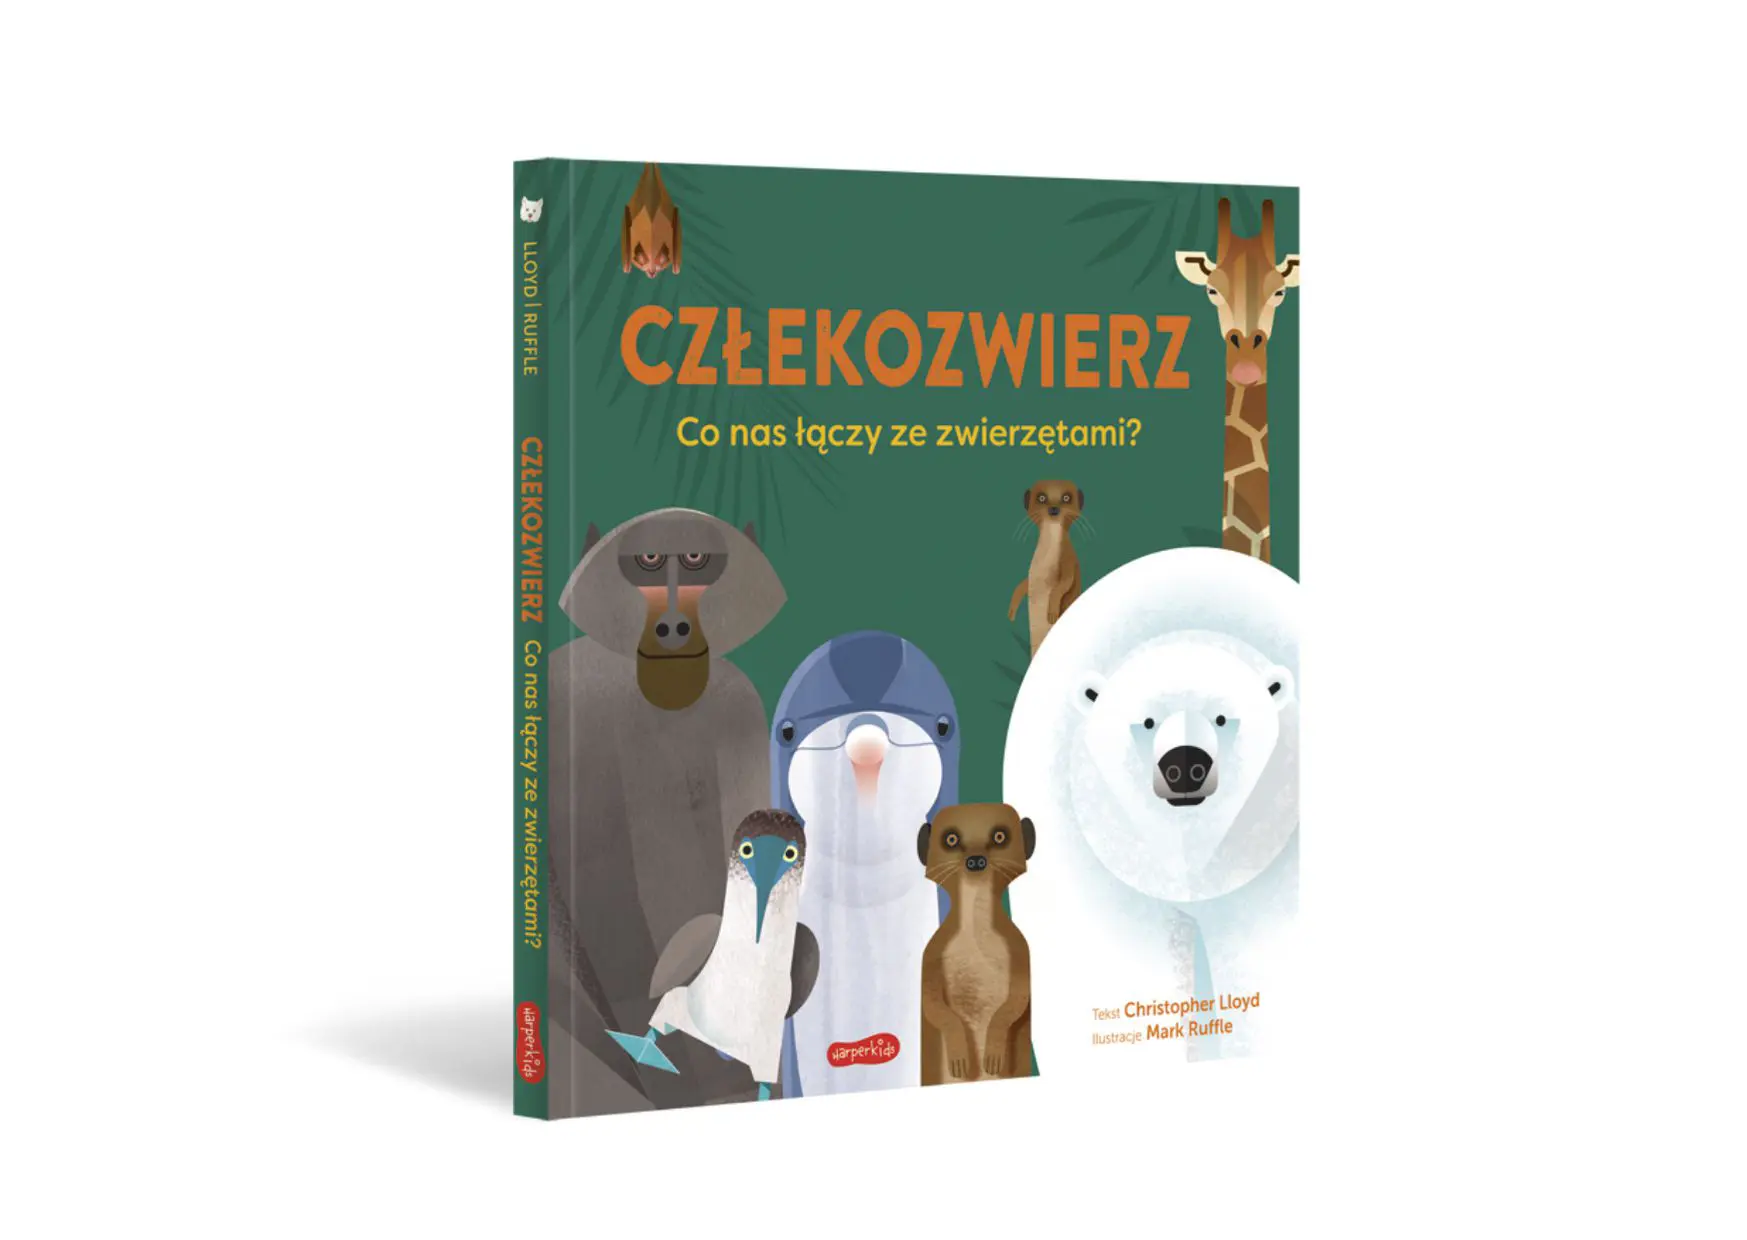 LLOYD | RUFFLE
CZŁEKOZWIERZ
Co nas łączy ze zwierzętami?
HarperKids
CZŁEKOZWIERZ
Co nas łączy ze zwierzętami?
Tekst Christopher Lloyd
Ilustracje Mark Ruffle
HarperKids